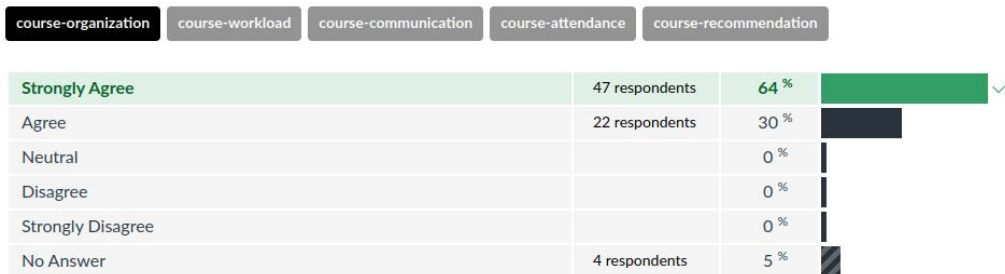 course-organization course-workload course-communication course-attendance course-recommendation
Strongly Agree 47 respondents 64 %
Agree 22 respondents 30 %
Neutral 0 %
Disagree 0 %
Strongly Disagree 0 %
No Answer 4 respondents 5 %